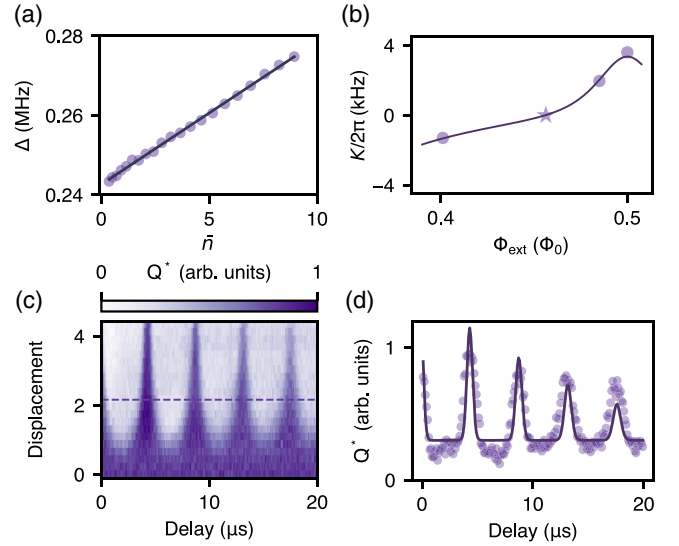 (a)
0.28
0.26
0.24
Δ (MHz)
0
5
10
n̄
(b)
4
0
−4
K/2π (kHz)
0.4
0.5
Φext (Φ0)
0
Q* (arb. units)
1
(c)
4
2
0
Displacement
0
10
20
Delay (μs)
(d)
1
0
Q* (arb. units)
0
10
20
Delay (μs)